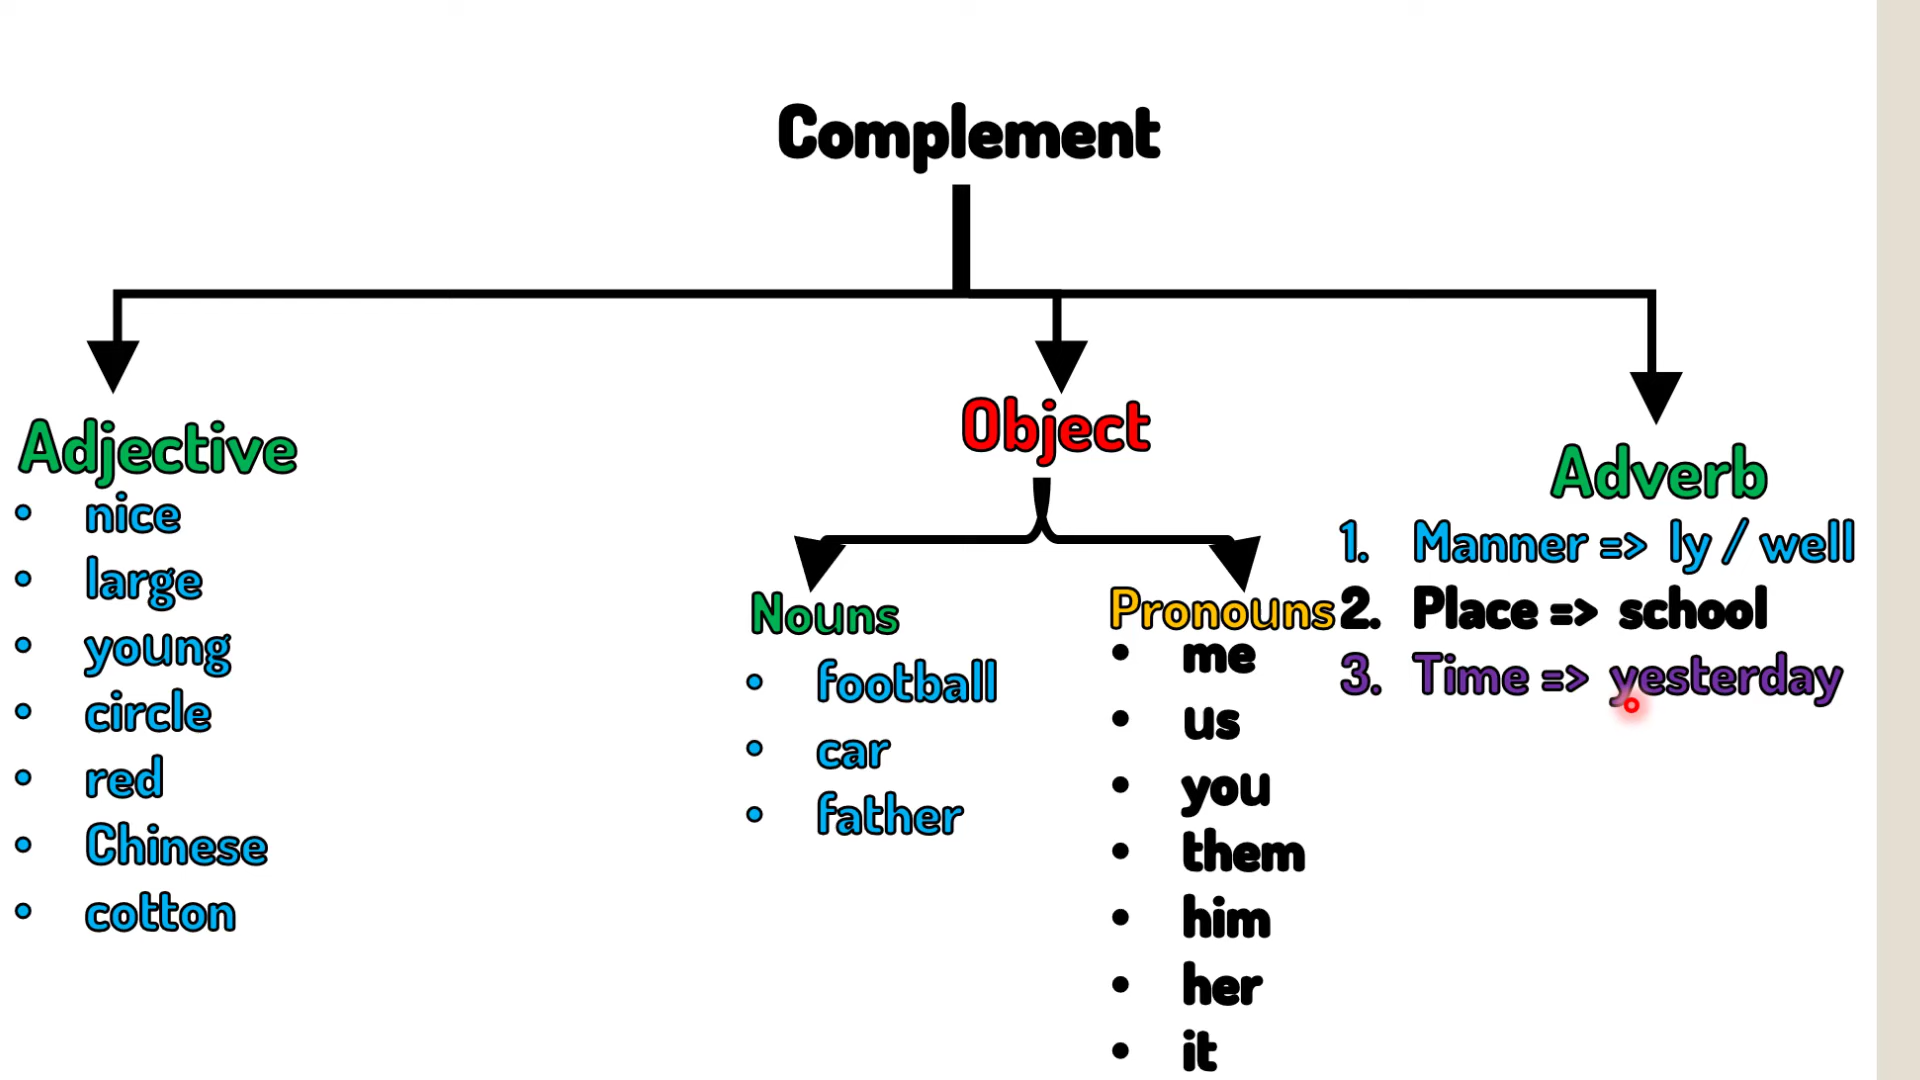 Complement
Adjective
• nice
• large
• young
• circle
• red
• Chinese
• cotton
Object
Nouns
• football
• car
• father
Pronouns
• me
• us
• you
• them
• him
• her
• it
Adverb
1. Manner => ly / well
2. Place => school
3. Time => yesterday